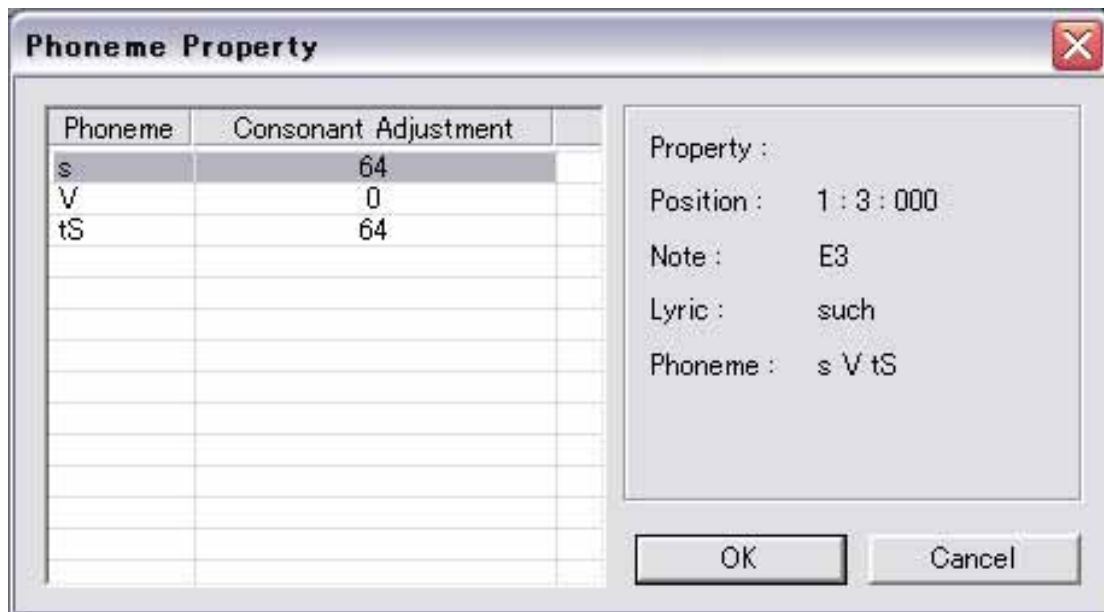 Phoneme Property
Phoneme Consonant Adjustment
s 64
V 0
tS 64
Property :
Position : 1 : 3 : 000
Note : E3
Lyric : such
Phoneme : s V tS
OK Cancel